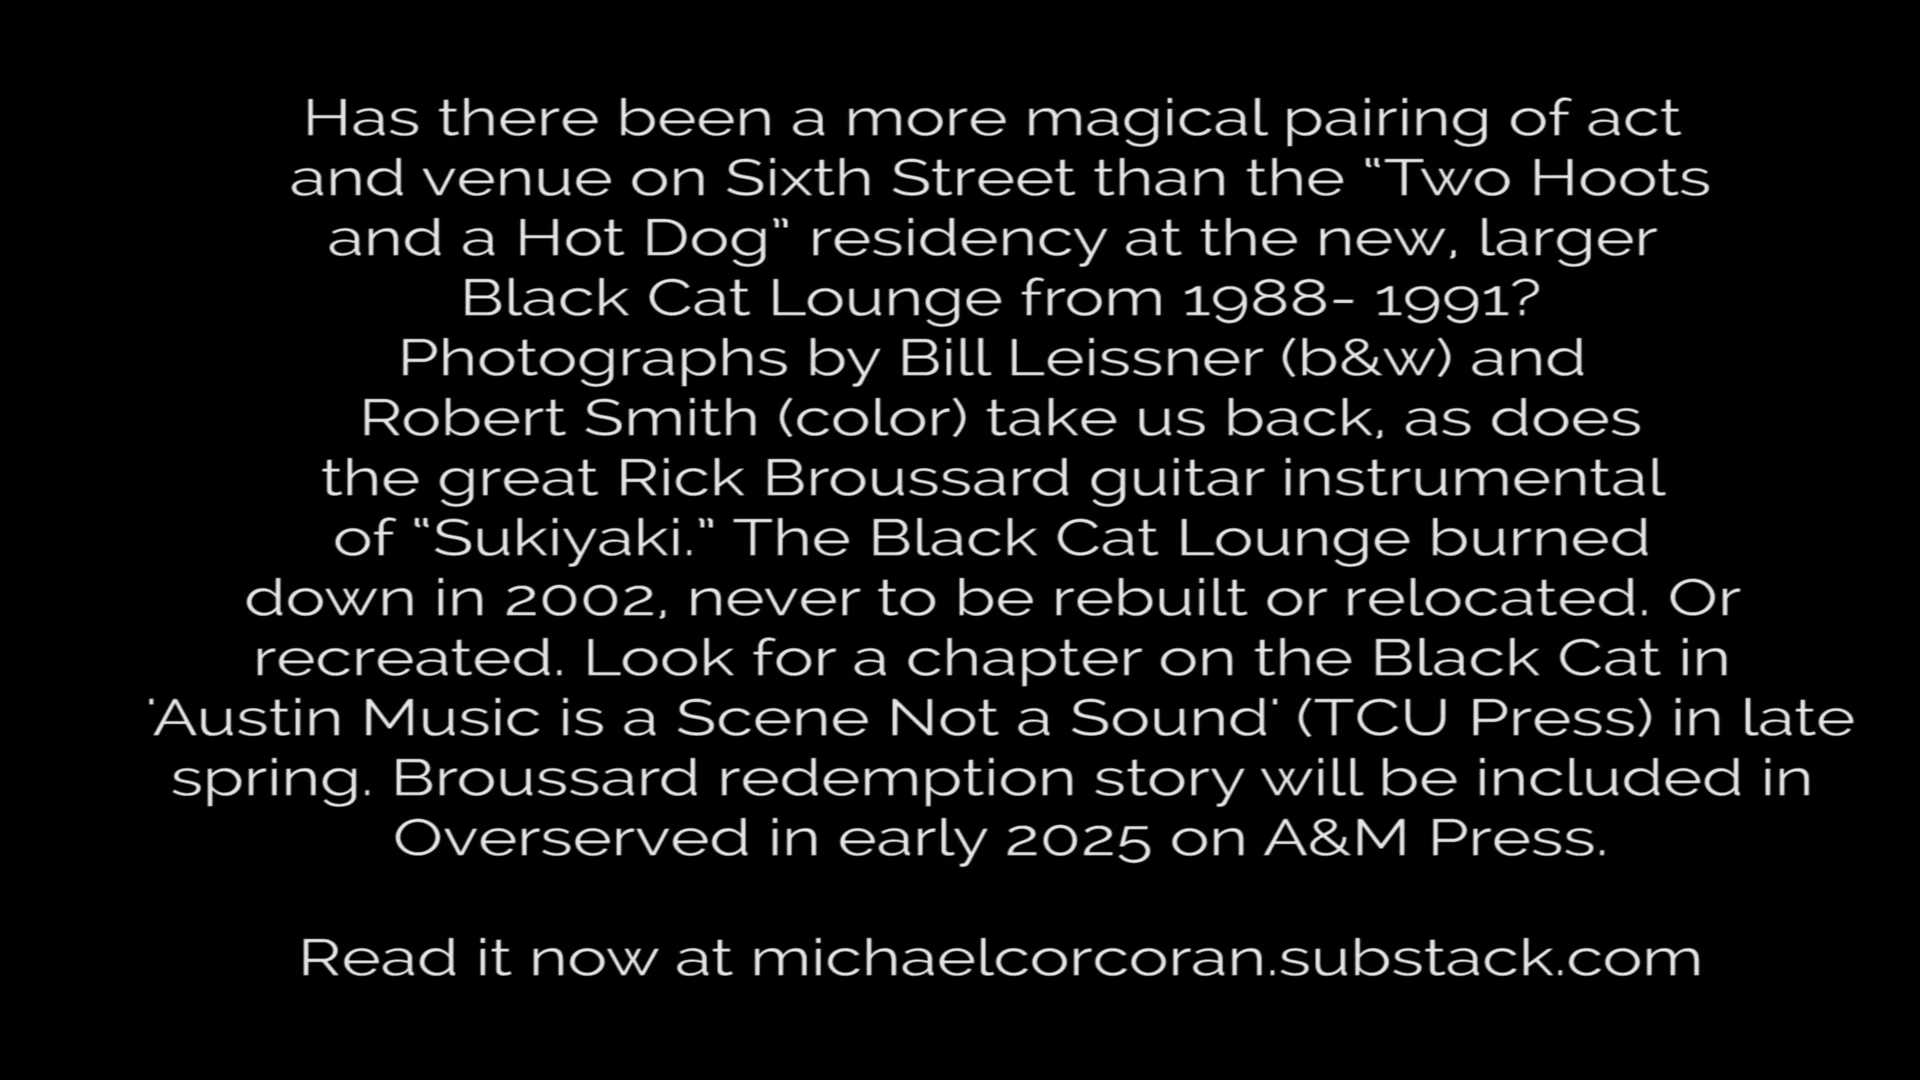 Has there been a more magical pairing of act
and venue on Sixth Street than the “Two Hoots
and a Hot Dog” residency at the new, larger
Black Cat Lounge from 1988- 1991?
Photographs by Bill Leissner (b&w) and
Robert Smith (color) take us back, as does
the great Rick Broussard guitar instrumental
of “Sukiyaki.” The Black Cat Lounge burned
down in 2002, never to be rebuilt or relocated. Or
recreated. Look for a chapter on the Black Cat in
'Austin Music is a Scene Not a Sound' (TCU Press) in late
spring. Broussard redemption story will be included in
Overserved in early 2025 on A&M Press.
Read it now at michaelcorcoran.substack.com